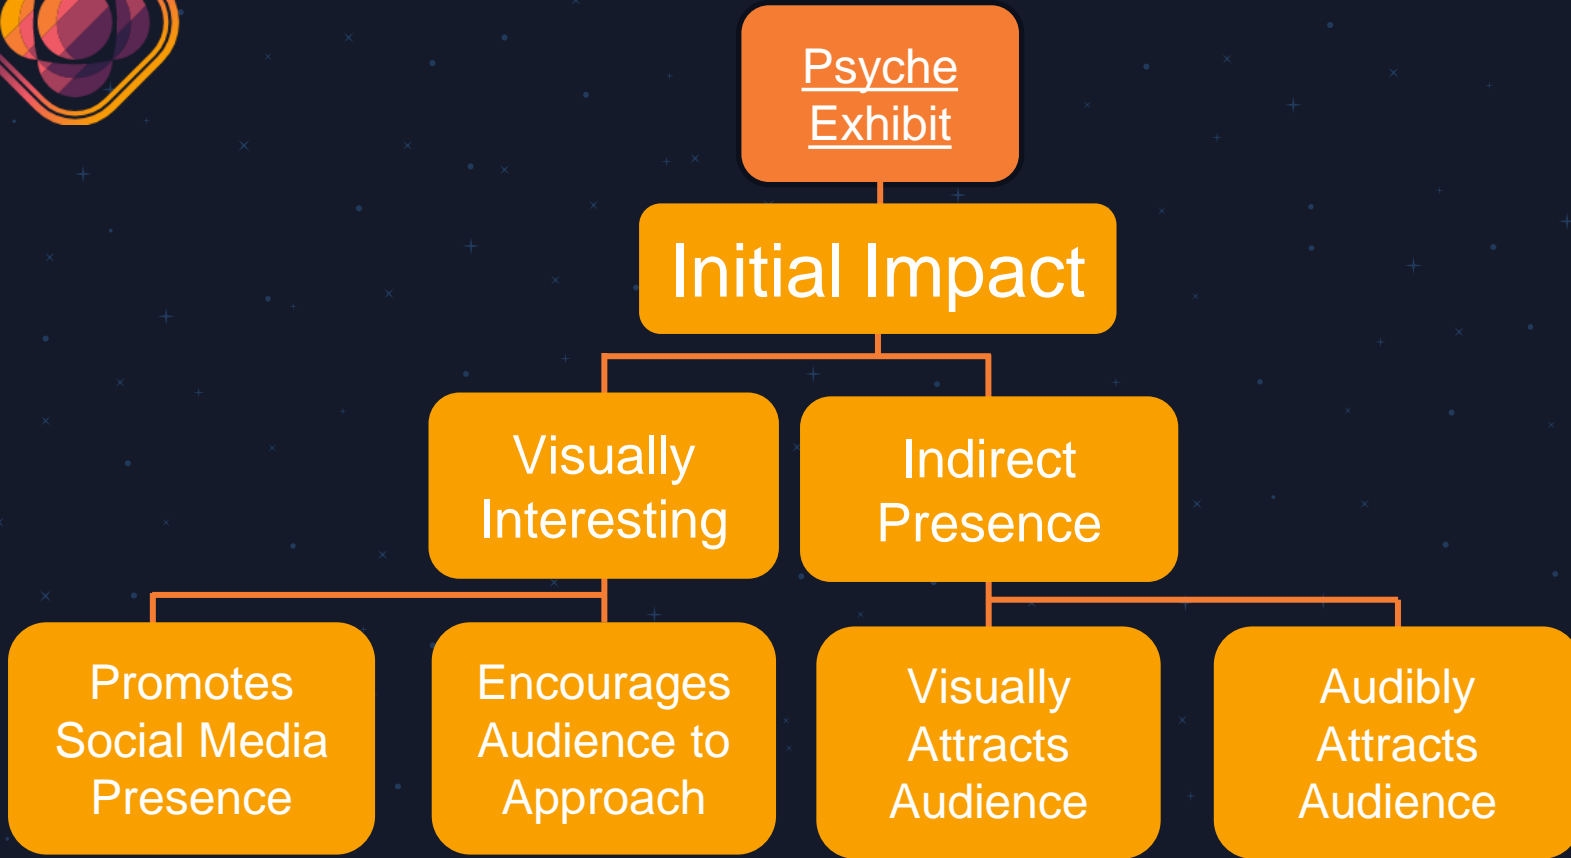 Psyche
Exhibit
Initial Impact
Visually
Interesting
Indirect
Presence
Promotes
Social Media
Presence
Encourages
Audience to
Approach
Visually
Attracts
Audience
Audibly
Attracts
Audience